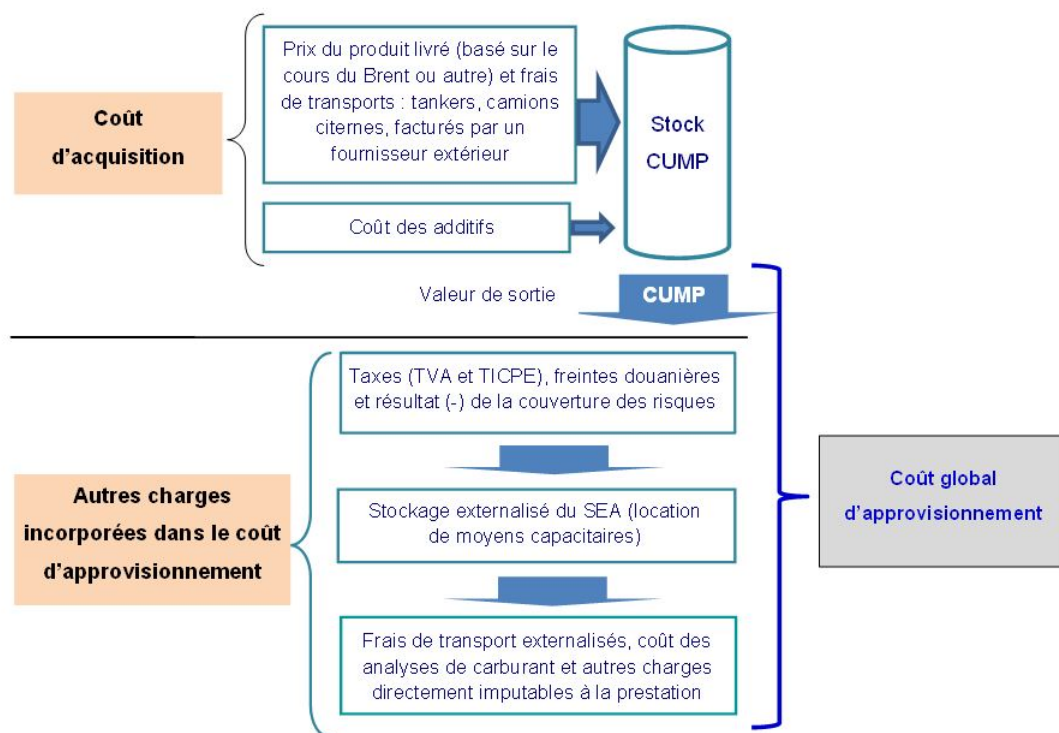 Prix du produit livré (basé sur le
cours du Brent ou autre) et frais
de transports : tankers, camions
citernes, facturés par un
fournisseur extérieur
Coût
d'acquisition
Stock
CUMP
Coût des additifs
Valeur de sortie
CUMP
Taxes (TVA et TICPE), freintes douanières
et résultat (-) de la couverture des risques
Autres charges
incorporées dans le coût
d'approvisionnement
Stockage externalisé du SEA (location
de moyens capacitaires)
Coût global
d'approvisionnement
Frais de transport externalisés, coût des
analyses de carburant et autres charges
directement imputables à la prestation